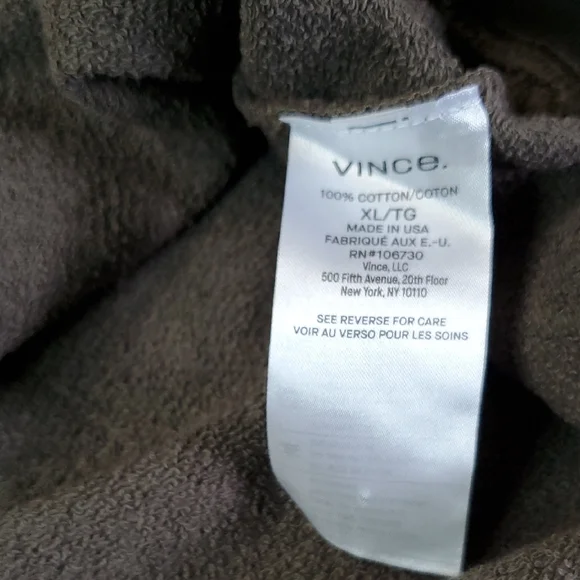 VINCE.
100% COTTON/COTON
XL/TG
MADE IN USA
FABRIQUÉ AUX E.-U.
RN#106730
Vince, LLC
500 Fifth Avenue, 20th Floor
New York, NY 10110
SEE REVERSE FOR CARE
VOIR AU VERSO POUR LES SOINS